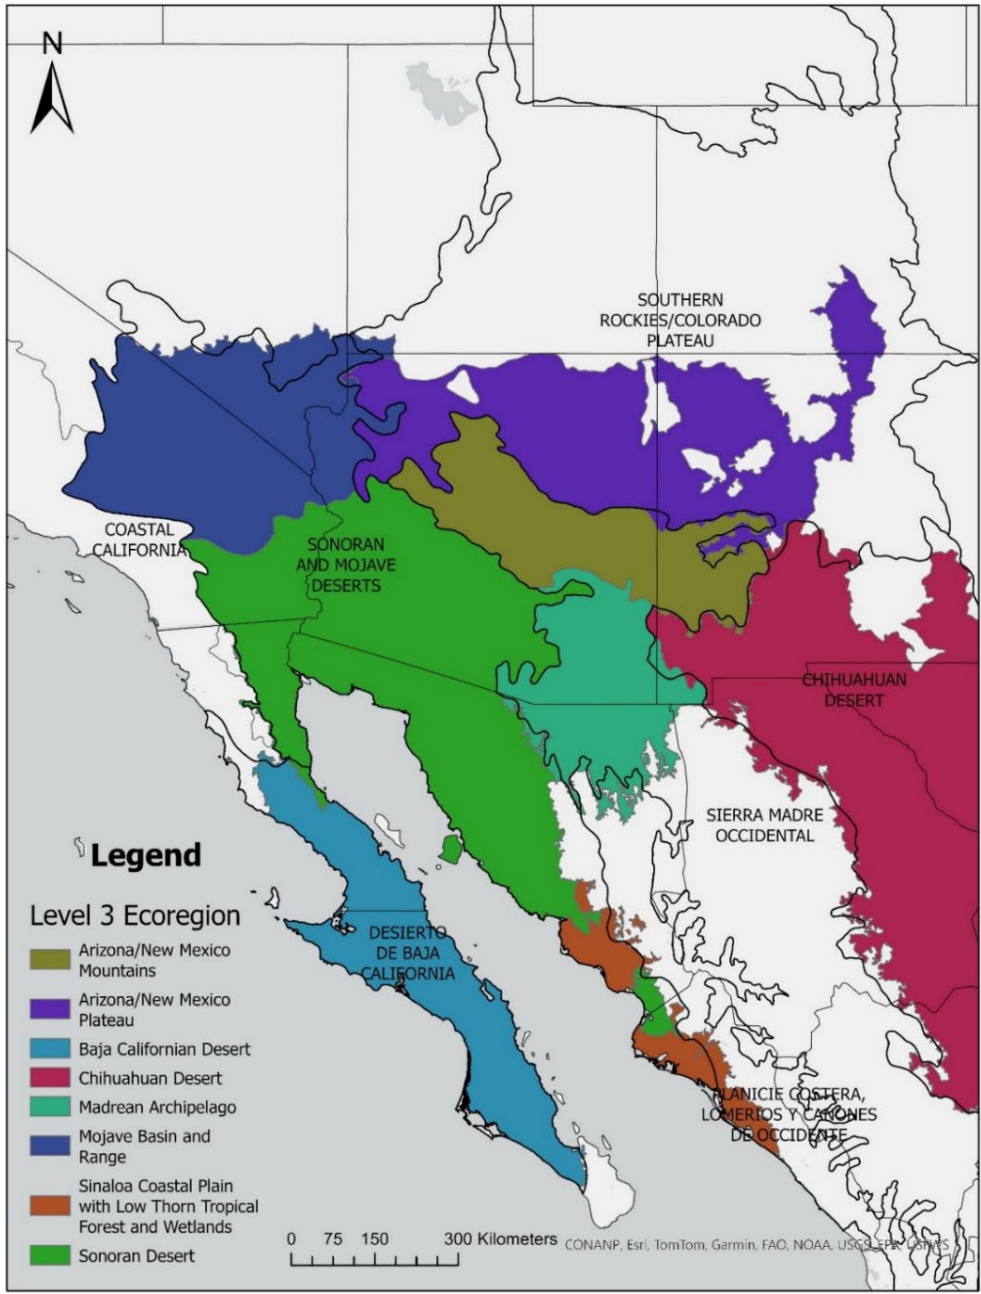 N
SOUTHERN
ROCKIES/COLORADO
PLATEAU
COASTAL
CALIFORNIA
SONORAN
AND MOJAVE
DESERTS
CHIHUAHUAN
DESERT
SIERRA MADRE
OCCIDENTAL
DESIERTO
DE BAJA
CALIFORNIA
PLANICIE COSTERA,
LOMERIOS Y CAÑONES
DE OCCIDENTE
Legend
Level 3 Ecoregion
Arizona/New Mexico
Mountains
Arizona/New Mexico
Plateau
Baja Californian Desert
Chihuahuan Desert
Madrean Archipelago
Mojave Basin and
Range
Sinaloa Coastal Plain
with Low Thorn Tropical
Forest and Wetlands
Sonoran Desert
0 75 150 300 Kilometers
CONANP, Esri, TomTom, Garmin, FAO, NOAA, USGS, EPA, USFWS